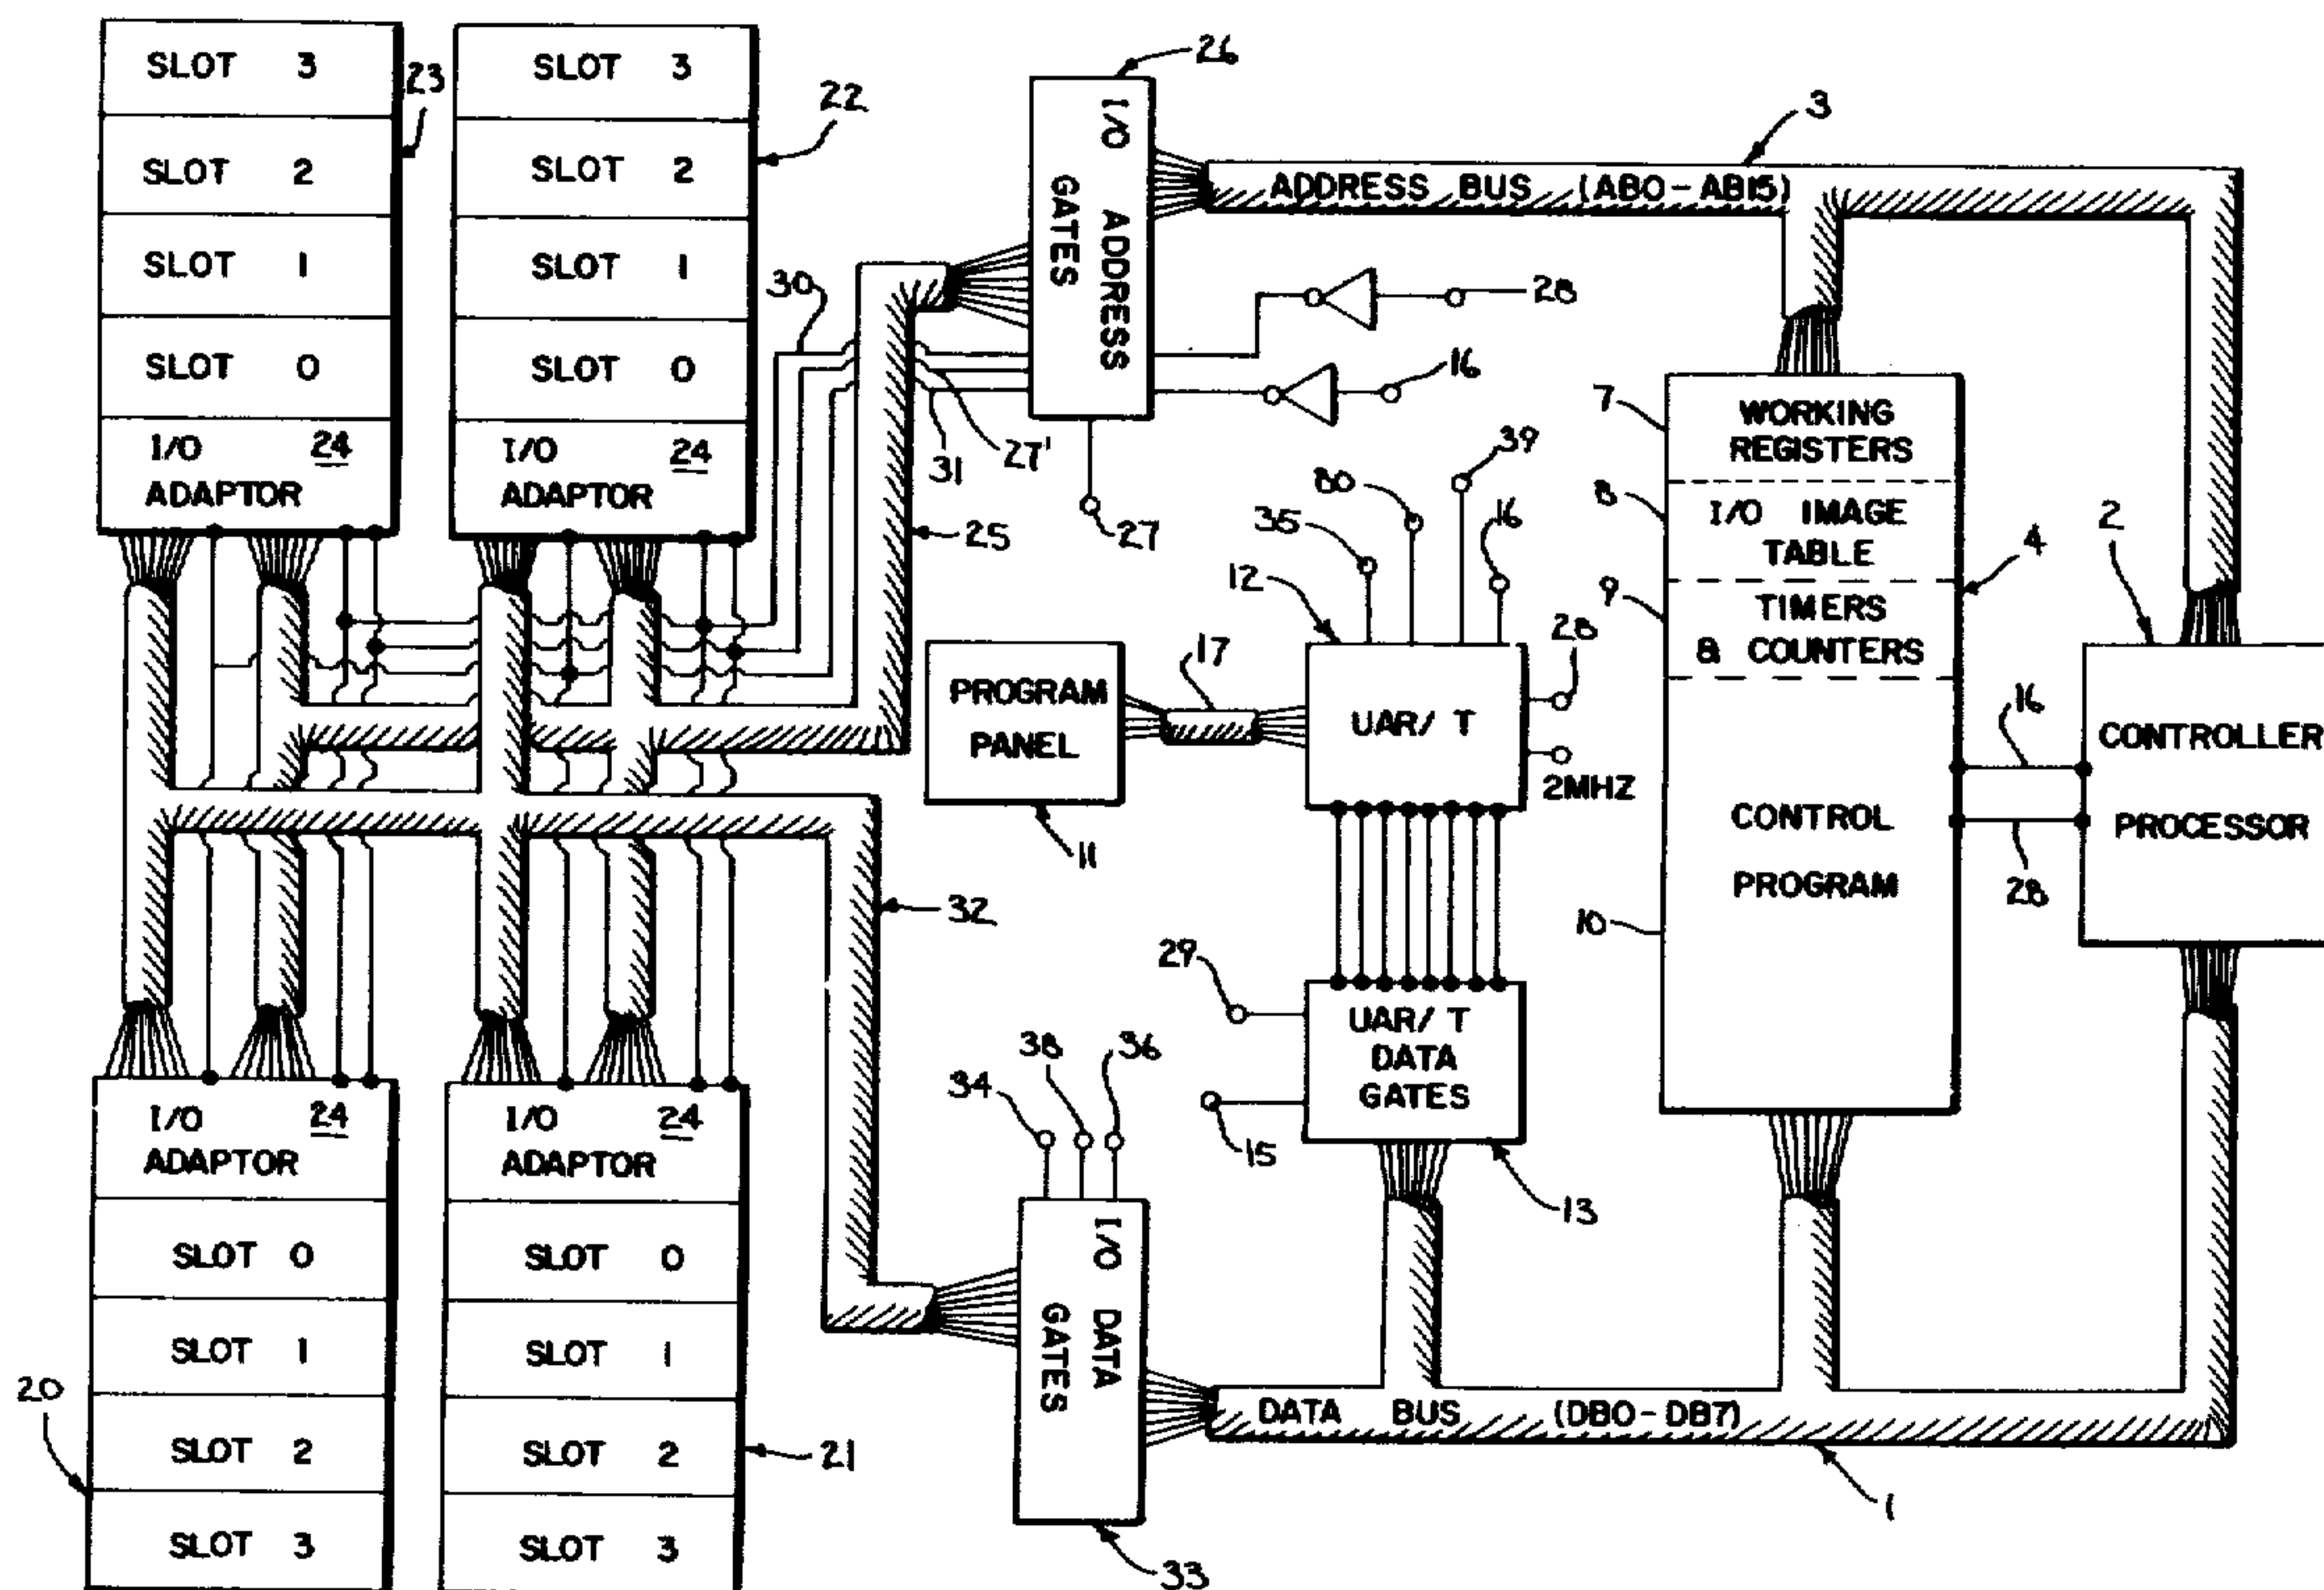 SLOT 3
SLOT 2
SLOT 1
SLOT 0
I/O 24
ADAPTOR
23
SLOT 3
SLOT 2
SLOT 1
SLOT 0
I/O 24
ADAPTOR
22
26
I/O ADDRESS
GATES
3
ADDRESS BUS (AB0-AB15)
30
28
16
31
27'
27
25
7
WORKING
REGISTERS
8
I/O IMAGE
TABLE
9
TIMERS
& COUNTERS
4
CONTROL
PROGRAM
10
2
CONTROLLER
PROCESSOR
16
28
39
80
35
16
12
28
UAR/T
2MHZ
17
PROGRAM
PANEL
11
32
29
UAR/T
DATA
GATES
15
13
34
38
36
I/O DATA
GATES
33
DATA BUS (DB0-DB7)
1
I/O 24
ADAPTOR
SLOT 0
SLOT 1
SLOT 2
SLOT 3
20
I/O 24
ADAPTOR
SLOT 0
SLOT 1
SLOT 2
SLOT 3
21